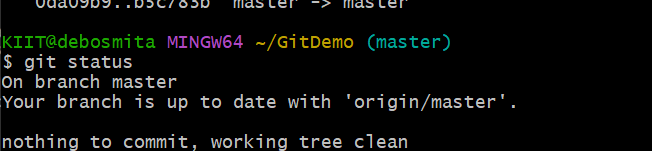 0da09b9..b5c783b  master -> master
KIIT@debosmita MINGW64 ~/GitDemo (master)
$ git status
On branch master
Your branch is up to date with 'origin/master'.
nothing to commit, working tree clean